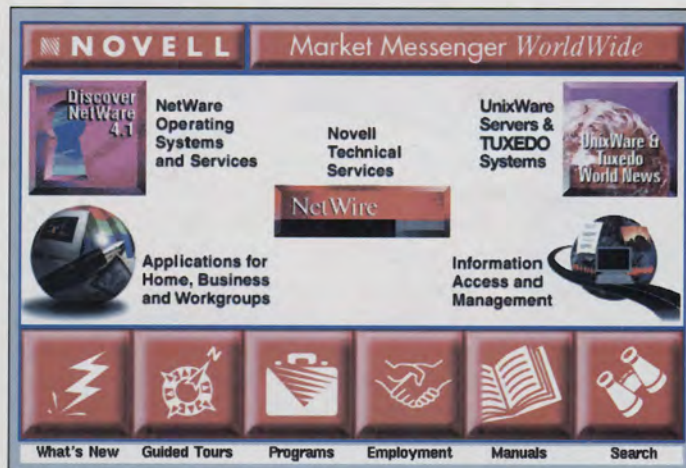 NOVELL
Market Messenger WorldWide
Discover
NetWare
4.1
NetWare
Operating
Systems
and Services
Novell
Technical
Services
NetWire
UnixWare
Servers &
TUXEDO
Systems
UnixWare &
Tuxedo
World News
Applications for
Home, Business
and Workgroups
Information
Access and
Management
What's New
Guided Tours
Programs
Employment
Manuals
Search